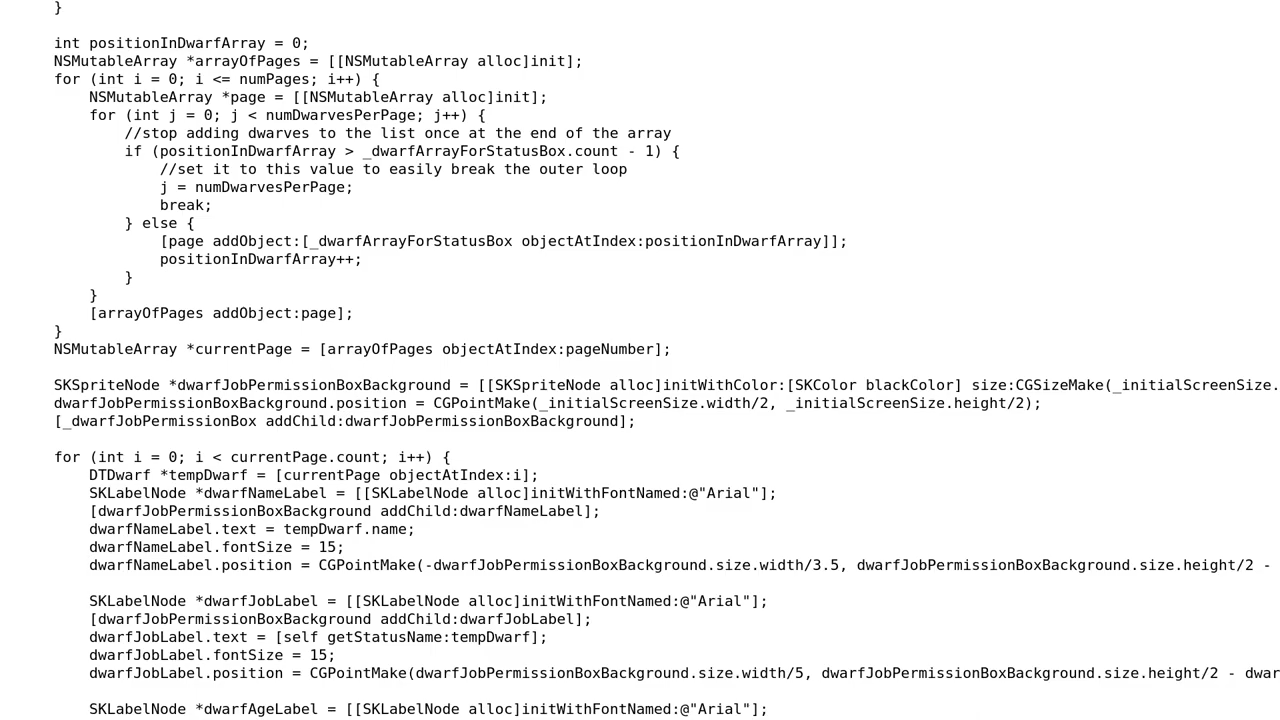 }
int positionInDwarfArray = 0;
NSMutableArray *arrayOfPages = [[NSMutableArray alloc]init];
for (int i = 0; i <= numPages; i++) {
NSMutableArray *page = [[NSMutableArray alloc]init];
for (int j = 0; j < numDwarvesPerPage; j++) {
//stop adding dwarves to the list once at the end of the array
if (positionInDwarfArray > _dwarfArrayForStatusBox.count - 1) {
//set it to this value to easily break the outer loop
j = numDwarvesPerPage;
break;
} else {
[page addObject:[_dwarfArrayForStatusBox objectAtIndex:positionInDwarfArray]];
positionInDwarfArray++;
}
}
[arrayOfPages addObject:page];
}
NSMutableArray *currentPage = [arrayOfPages objectAtIndex:pageNumber];
SKSpriteNode *dwarfJobPermissionBoxBackground = [[SKSpriteNode alloc]initWithColor:[SKColor blackColor] size:CGSizeMake(_initialScreenSize.
dwarfJobPermissionBoxBackground.position = CGPointMake(_initialScreenSize.width/2, _initialScreenSize.height/2);
[_dwarfJobPermissionBox addChild:dwarfJobPermissionBoxBackground];
for (int i = 0; i < currentPage.count; i++) {
DTDwarf *tempDwarf = [currentPage objectAtIndex:i];
SKLabelNode *dwarfNameLabel = [[SKLabelNode alloc]initWithFontNamed:@"Arial"];
[dwarfJobPermissionBoxBackground addChild:dwarfNameLabel];
dwarfNameLabel.text = tempDwarf.name;
dwarfNameLabel.fontSize = 15;
dwarfNameLabel.position = CGPointMake(-dwarfJobPermissionBoxBackground.size.width/3.5, dwarfJobPermissionBoxBackground.size.height/2 -
SKLabelNode *dwarfJobLabel = [[SKLabelNode alloc]initWithFontNamed:@"Arial"];
[dwarfJobPermissionBoxBackground addChild:dwarfJobLabel];
dwarfJobLabel.text = [self getStatusName:tempDwarf];
dwarfJobLabel.fontSize = 15;
dwarfJobLabel.position = CGPointMake(dwarfJobPermissionBoxBackground.size.width/5, dwarfJobPermissionBoxBackground.size.height/2 - dwar
SKLabelNode *dwarfAgeLabel = [[SKLabelNode alloc]initWithFontNamed:@"Arial"];